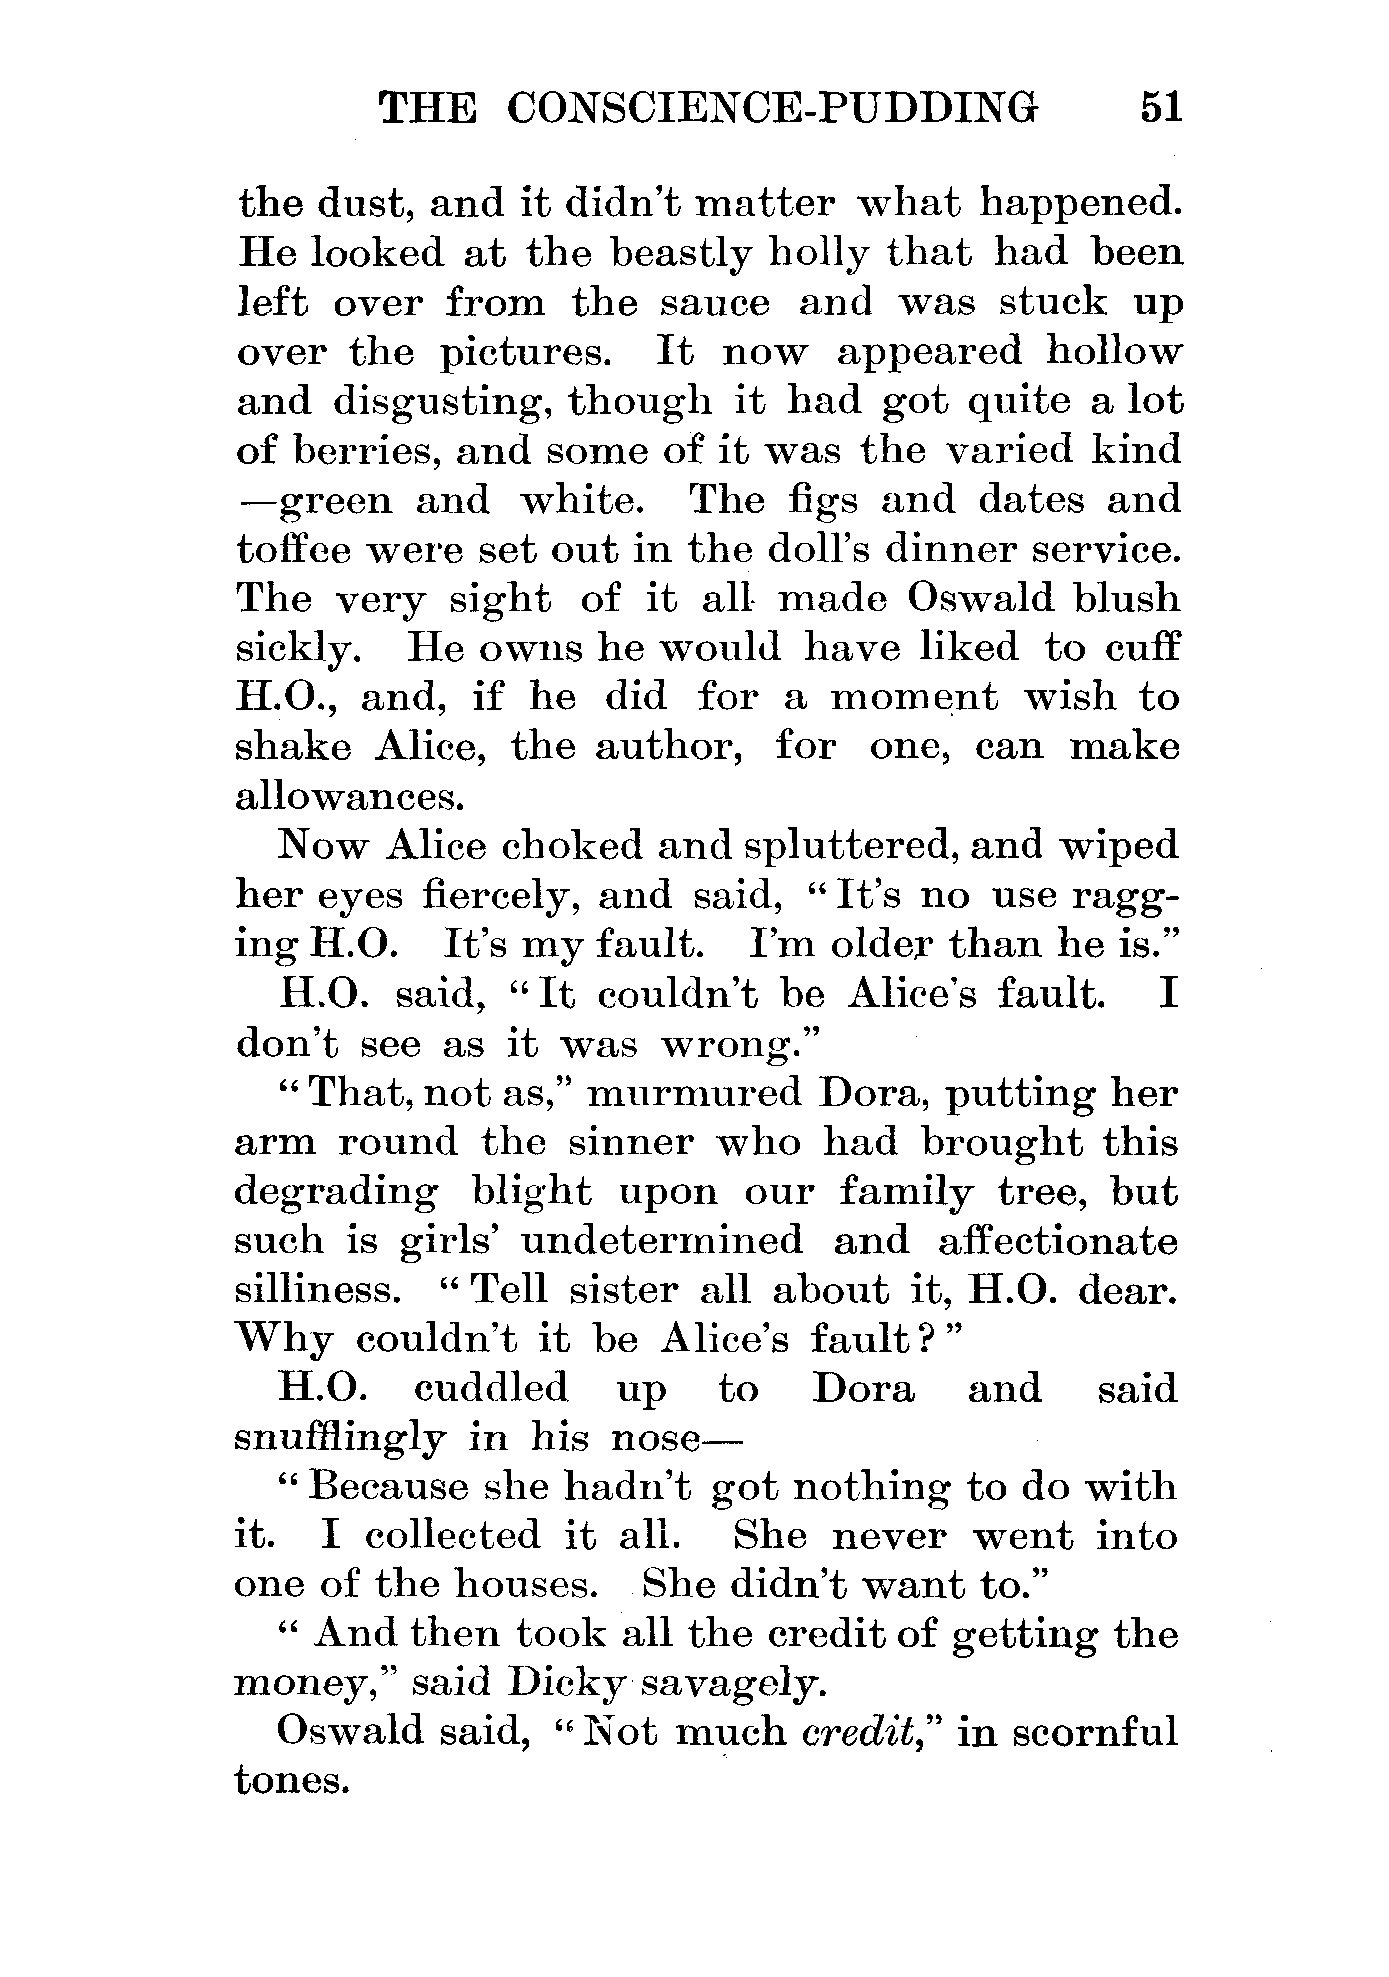 THE CONSCIENCE-PUDDING 51
the dust, and it didn't matter what happened.
He looked at the beastly holly that had been
left over from the sauce and was stuck up
over the pictures. It now appeared hollow
and disgusting, though it had got quite a lot
of berries, and some of it was the varied kind
—green and white. The figs and dates and
toffee were set out in the doll's dinner service.
The very sight of it all made Oswald blush
sickly. He owns he would have liked to cuff
H.O., and, if he did for a moment wish to
shake Alice, the author, for one, can make
allowances.
Now Alice choked and spluttered, and wiped
her eyes fiercely, and said, “It's no use ragg-
ing H.O. It's my fault. I'm older than he is.”
H.O. said, “It couldn't be Alice's fault. I
don't see as it was wrong.”
“That, not as,” murmured Dora, putting her
arm round the sinner who had brought this
degrading blight upon our family tree, but
such is girls' undetermined and affectionate
silliness. “Tell sister all about it, H.O. dear.
Why couldn't it be Alice's fault?”
H.O. cuddled up to Dora and said
snufflingly in his nose—
“Because she hadn't got nothing to do with
it. I collected it all. She never went into
one of the houses. She didn't want to.”
“And then took all the credit of getting the
money,” said Dicky savagely.
Oswald said, “Not much credit,” in scornful
tones.